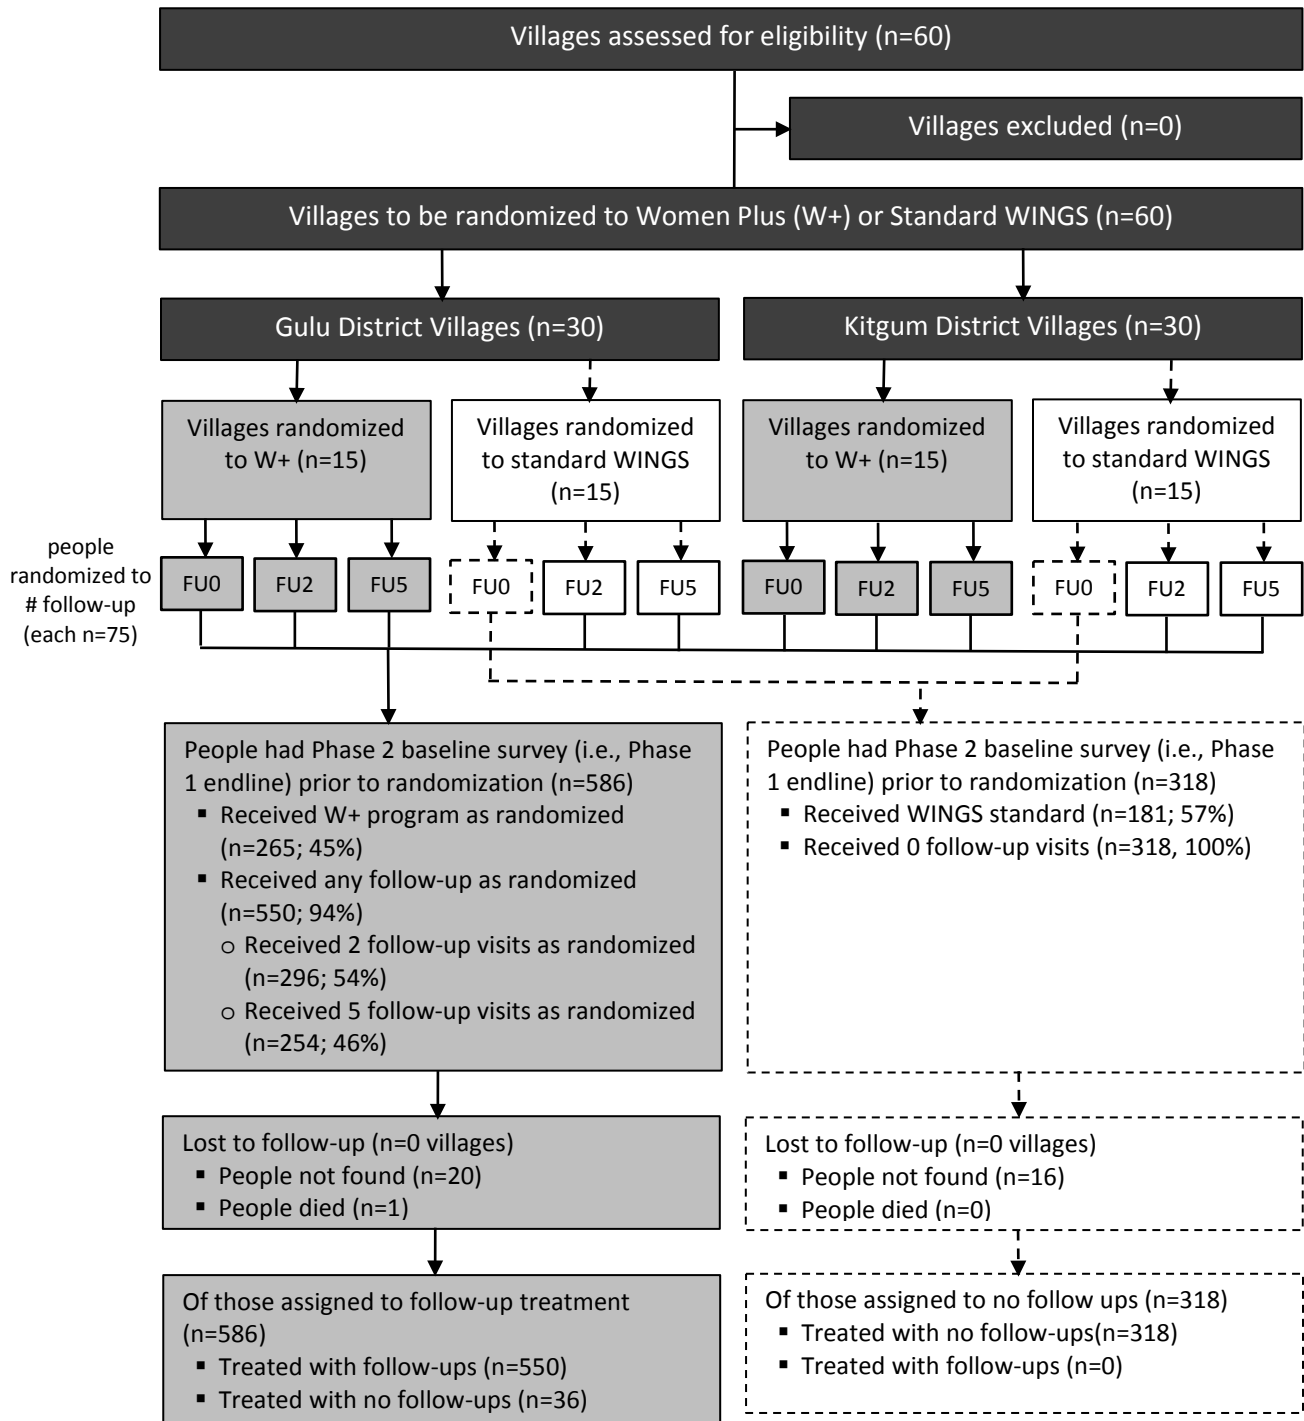 Villages assessed for eligibility (n=60)
Villages excluded (n=0)
Villages to be randomized to Women Plus (W+) or Standard WINGS (n=60)
Gulu District Villages (n=30)
Kitgum District Villages (n=30)
Villages randomized
to W+ (n=15)
Villages randomized
to standard WINGS
(n=15)
Villages randomized
to W+ (n=15)
Villages randomized
to standard WINGS
(n=15)
people
randomized to
# follow-up
(each n=75)
FU0
FU2
FU5
FU0
FU2
FU5
FU0
FU2
FU5
FU0
FU2
FU5
People had Phase 2 baseline survey (i.e., Phase
1 endline) prior to randomization (n=586)
▪ Received W+ program as randomized
(n=265; 45%)
▪ Received any follow-up as randomized
(n=550; 94%)
o Received 2 follow-up visits as randomized
(n=296; 54%)
o Received 5 follow-up visits as randomized
(n=254; 46%)
People had Phase 2 baseline survey (i.e., Phase
1 endline) prior to randomization (n=318)
▪ Received WINGS standard (n=181; 57%)
▪ Received 0 follow-up visits (n=318, 100%)
Lost to follow-up (n=0 villages)
▪ People not found (n=20)
▪ People died (n=1)
Lost to follow-up (n=0 villages)
▪ People not found (n=16)
▪ People died (n=0)
Of those assigned to follow-up treatment
(n=586)
▪ Treated with follow-ups (n=550)
▪ Treated with no follow-ups (n=36)
Of those assigned to no follow ups (n=318)
▪ Treated with no follow-ups(n=318)
▪ Treated with follow-ups (n=0)